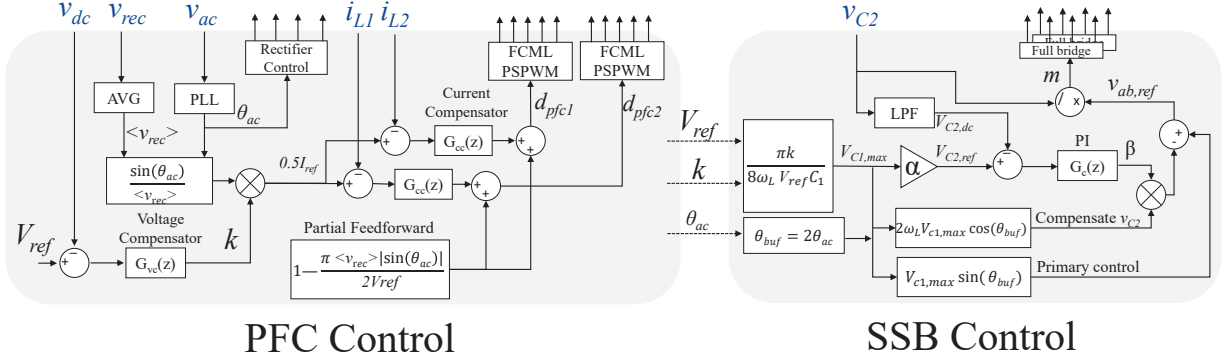 v_dc
v_rec
v_ac
i_L1 i_L2
Rectifier
Control
FCML
PSPWM
FCML
PSPWM
AVG
PLL
θ_ac
<v_rec>
Current
Compensator
d_pfc1
d_pfc2
G_cc(z)
sin(θ_ac)
<v_rec>
0.5I_ref
G_cc(z)
Voltage
Compensator
k
V_ref
G_vc(z)
Partial Feedforward
1— π <v_rec>|sin(θ_ac)|
2Vref
PFC Control
v_C2
Full bridge
Full bridge
m
/ x
v_ab,ref
LPF
V_C2,dc
V_ref
k
θ_ac
πk
8ω_L V_ref C_1
V_C1,max
α
V_C2,ref
PI
G_c(z)
β
θ_buf = 2θ_ac
2ω_L V_c1,max cos(θ_buf)
Compensate v_C2
V_c1,max sin(θ_buf)
Primary control
SSB Control